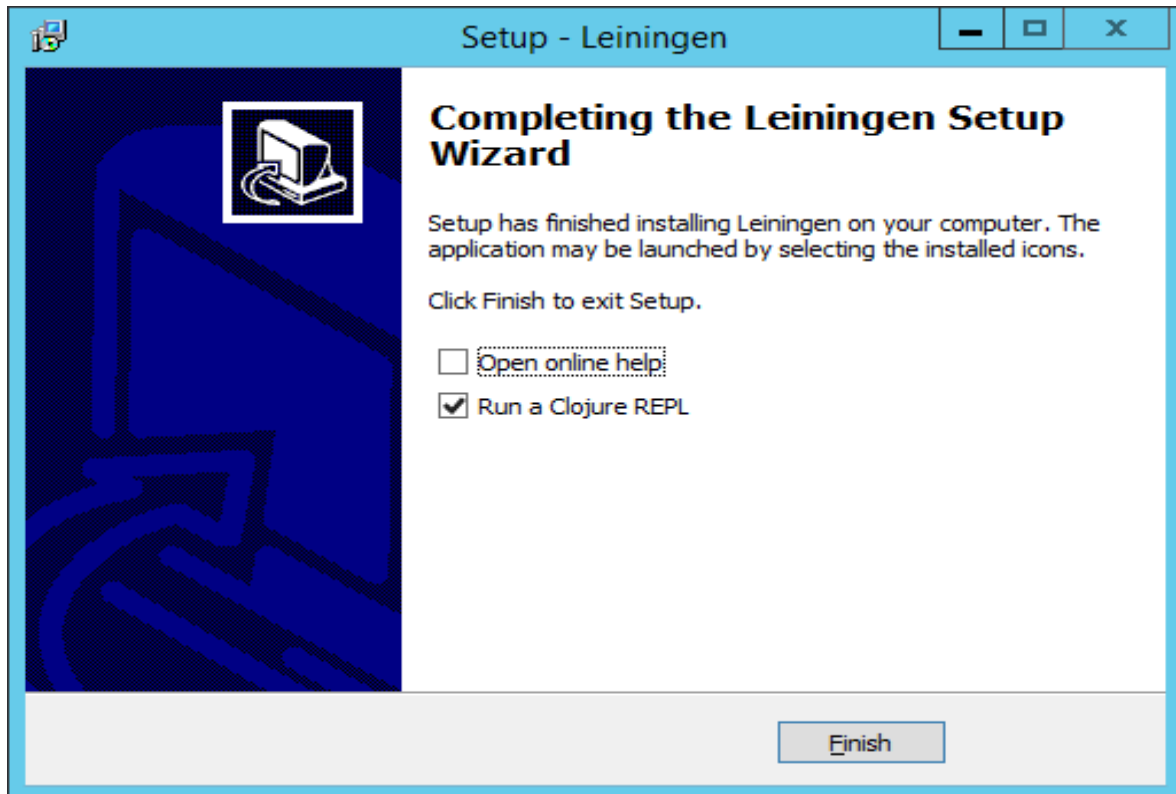 Setup - Leiningen
Completing the Leiningen Setup
Wizard
Setup has finished installing Leiningen on your computer. The
application may be launched by selecting the installed icons.
Click Finish to exit Setup.
Open online help
Run a Clojure REPL
Finish